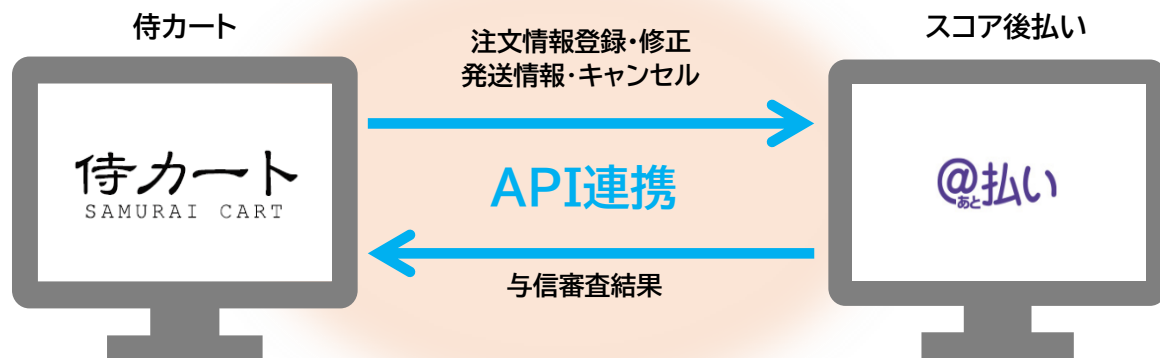 侍カート
スコア後払い
注文情報登録・修正
発送情報・キャンセル
侍カート
SAMURAI CART
API連携
@払い
あと
与信審査結果